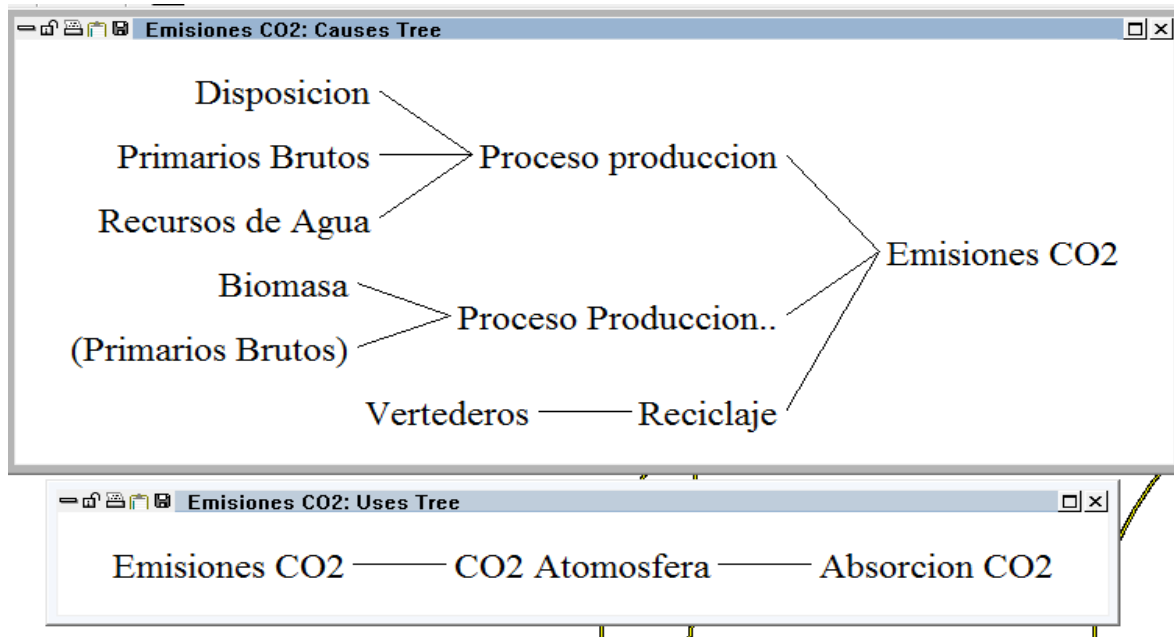 Emisiones CO2: Causes Tree
Disposicion
Primarios Brutos
Proceso produccion
Recursos de Agua
Emisiones CO2
Biomasa
Proceso Produccion..
(Primarios Brutos)
Vertederos
Reciclaje
Emisiones CO2: Uses Tree
Emisiones CO2
CO2 Atomosfera
Absorcion CO2